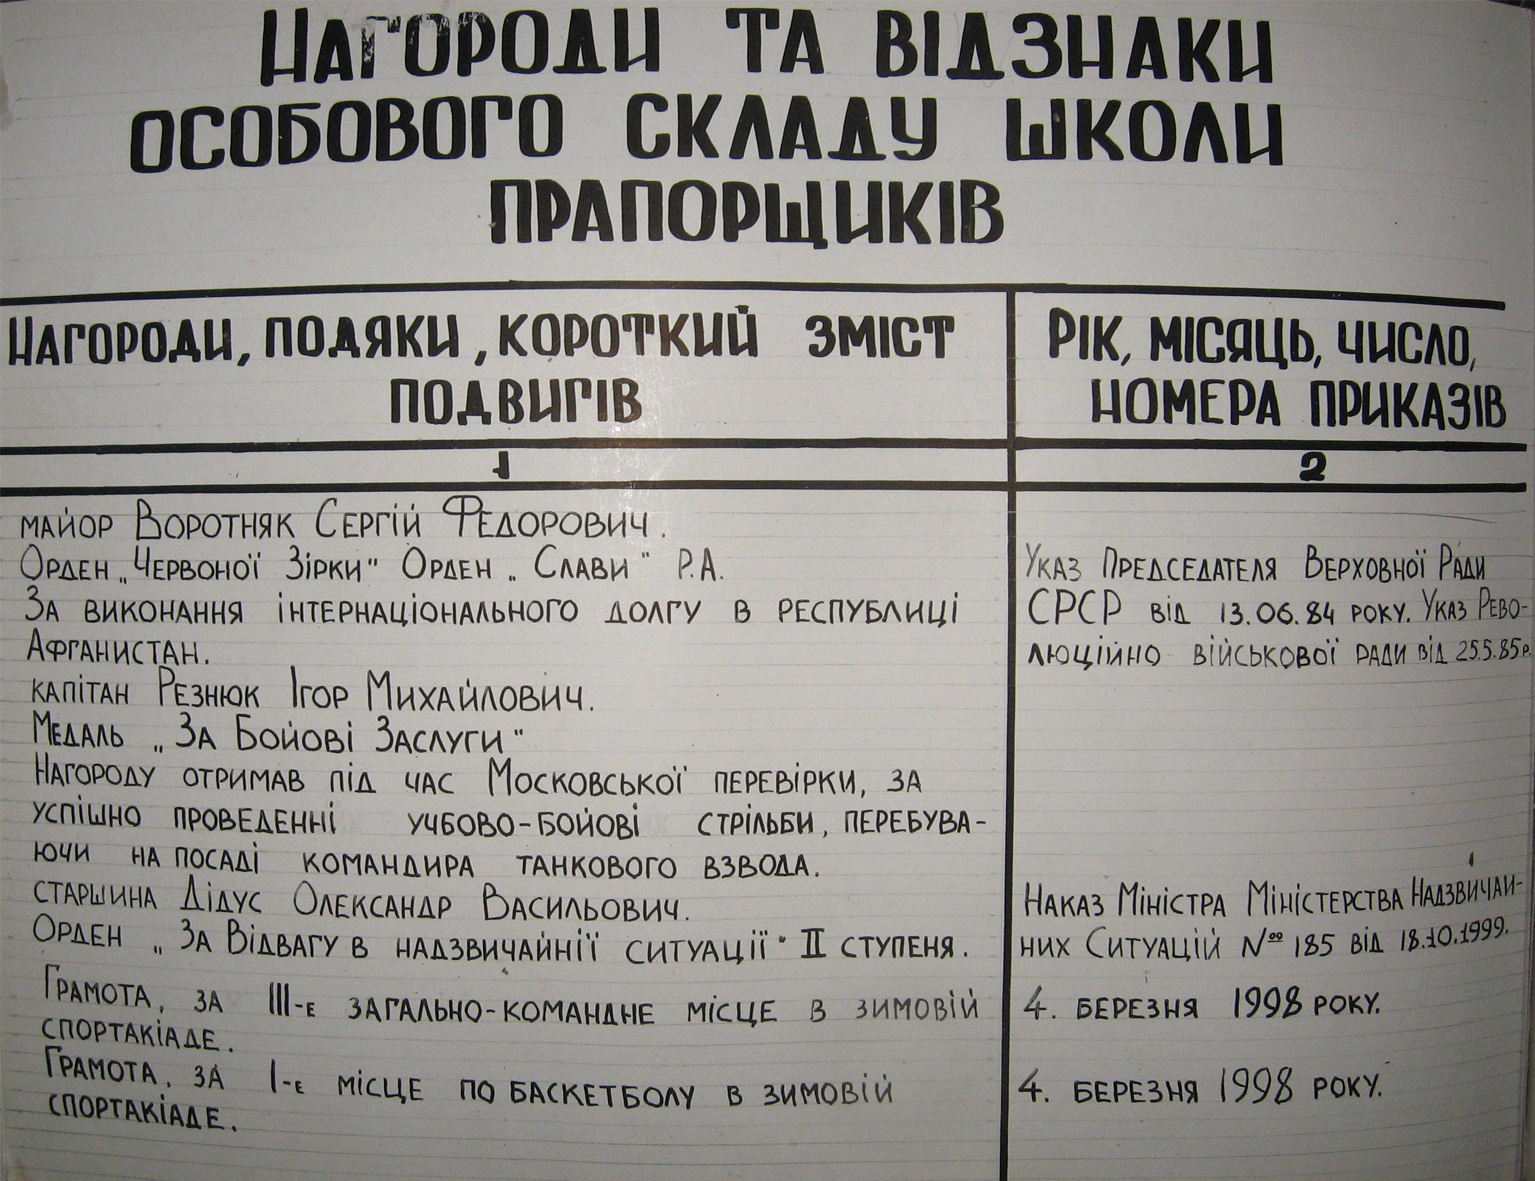 НАГОРОДИ ТА ВІДЗНАКИ
ОСОБОВОГО СКЛАДУ ШКОЛИ
ПРАПОРЩИКІВ
НАГОРОДИ, ПОДЯКИ, КОРОТКИЙ ЗМІСТ
ПОДВИГІВ
РІК, МІСЯЦЬ, ЧИСЛО,
НОМЕРА ПРИКАЗІВ
1
2
МАЙОР ВОРОТНЯК СЕРГІЙ ФЕДОРОВИЧ.
ОРДЕН „ЧЕРВОНОЇ ЗІРКИ" ОРДЕН „СЛАВИ" Р.А.
ЗА ВИКОНАННЯ ІНТЕРНАЦІОНАЛЬНОГО ДОЛГУ В РЕСПУБЛИЦІ
АФГАНИСТАН.
УКАЗ ПРЕДСЕДАТЕЛЯ ВЕРХОВНОЇ РАДИ
СРСР ВІД 13.06.84 РОКУ. УКАЗ РЕВО-
ЛЮЦІЙНО ВІЙСЬКОВОЇ РАДИ ВІД 25.5.85р.
КАПІТАН РЕЗНЮК ІГОР МИХАЙЛОВИЧ.
МЕДАЛЬ „ЗА БОЙОВІ ЗАСЛУГИ"
НАГОРОДУ ОТРИМАВ ПІД ЧАС МОСКОВСЬКОЇ ПЕРЕВІРКИ, ЗА
УСПІШНО ПРОВЕДЕННІ УЧБОВО-БОЙОВІ СТРІЛЬБИ, ПЕРЕБУВА-
ЮЧИ НА ПОСАДІ КОМАНДИРА ТАНКОВОГО ВЗВОДА.
СТАРШИНА ДІДУС ОЛЕКСАНДР ВАСИЛЬОВИЧ.
ОРДЕН „ЗА ВІДВАГУ В НАДЗВИЧАЙНІЇ СИТУАЦІЇ" II СТУПЕНЯ.
НАКАЗ МІНІСТРА МІНІСТЕРСТВА НАДЗВИЧАЙ-
НИХ СИТУАЦІЙ № 185 ВІД 18.10.1999.
ГРАМОТА, ЗА III-Є ЗАГАЛЬНО-КОМАНДНЕ МІСЦЕ В ЗИМОВІЙ
СПОРТАКІАДЕ.
4. БЕРЕЗНЯ 1998 РОКУ.
ГРАМОТА, ЗА I-Є МІСЦЕ ПО БАСКЕТБОЛУ В ЗИМОВІЙ
СПОРТАКІАДЕ.
4. БЕРЕЗНЯ 1998 РОКУ.